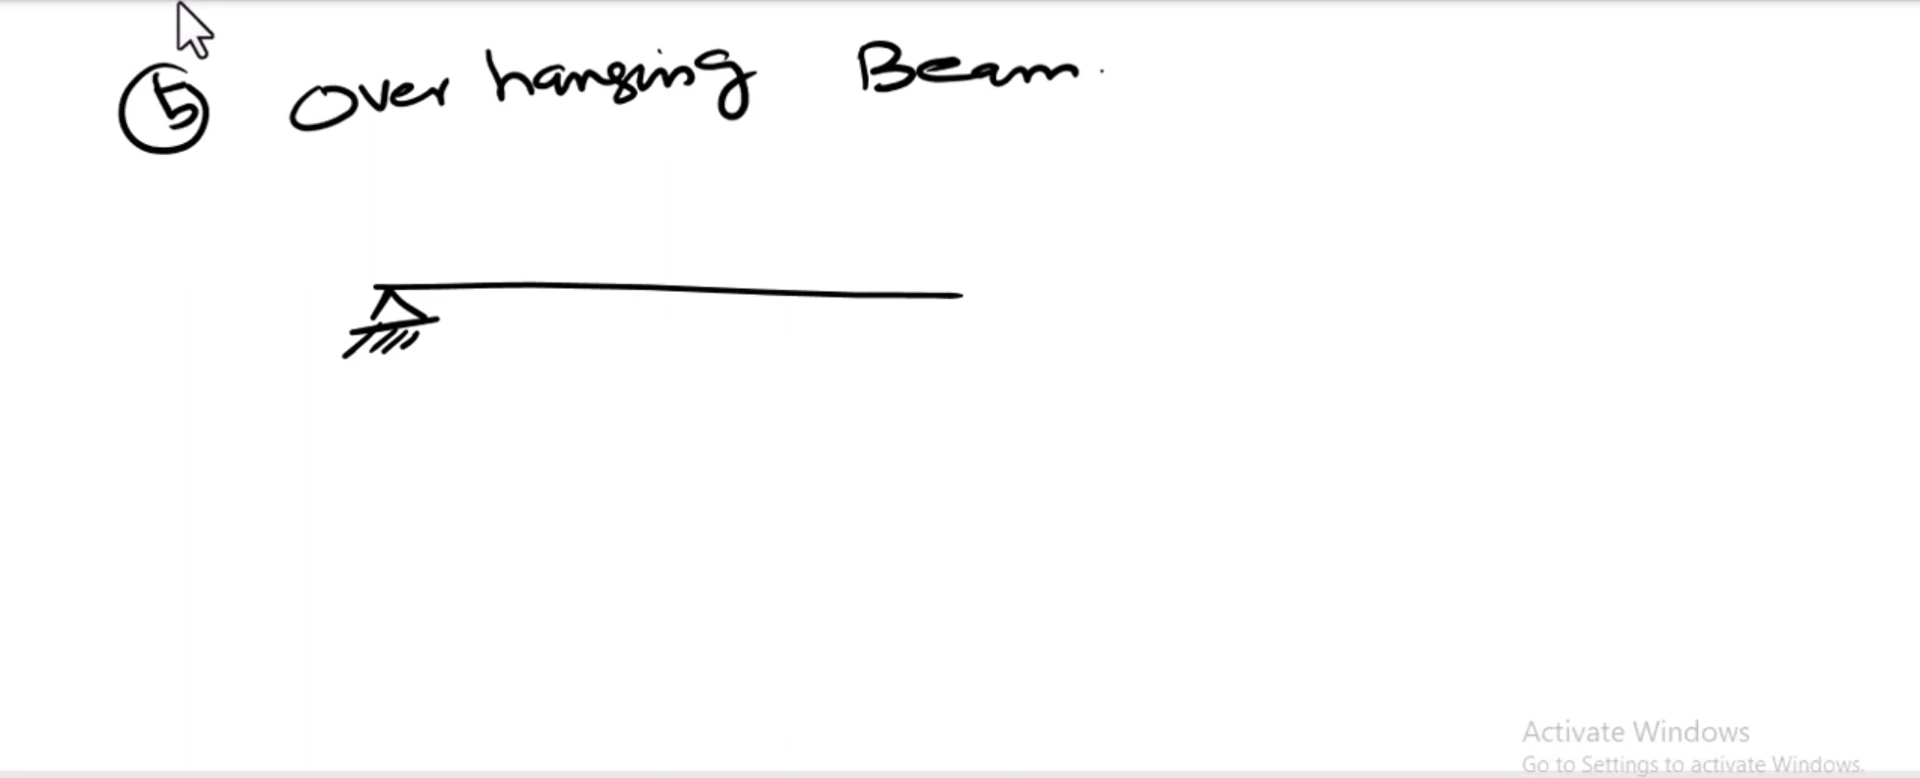 5 Over hanging Beam.
Activate Windows
Go to Settings to activate Windows.